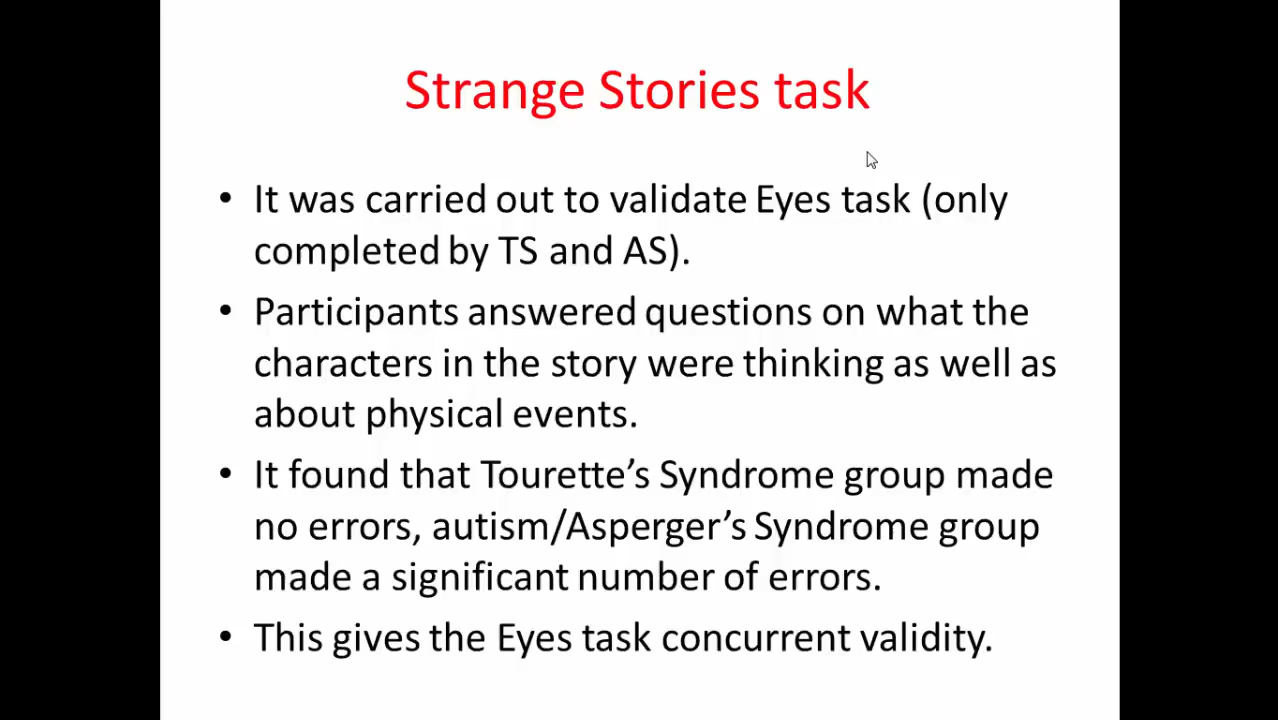 Strange Stories task
• It was carried out to validate Eyes task (only
completed by TS and AS).
• Participants answered questions on what the
characters in the story were thinking as well as
about physical events.
• It found that Tourette’s Syndrome group made
no errors, autism/Asperger’s Syndrome group
made a significant number of errors.
• This gives the Eyes task concurrent validity.